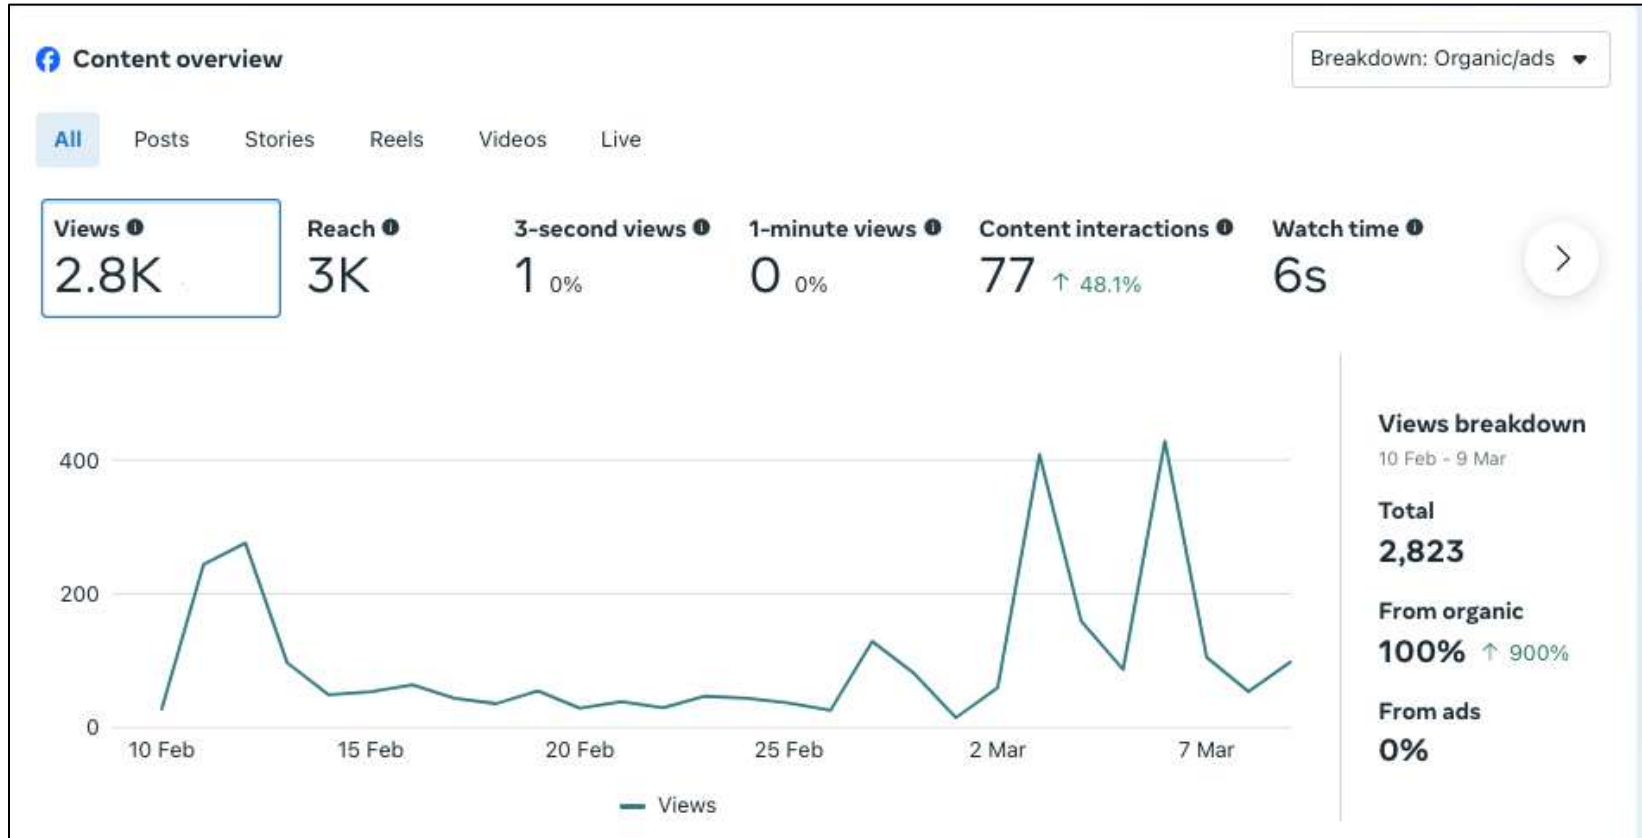 Content overview
Breakdown: Organic/ads
All Posts Stories Reels Videos Live
Views Reach 3-second views 1-minute views Content interactions Watch time
2.8K 3K 1 0% 0 0% 77 ↑ 48.1% 6s
400
200
0
10 Feb 15 Feb 20 Feb 25 Feb 2 Mar 7 Mar
Views
Views breakdown
10 Feb - 9 Mar
Total
2,823
From organic
100% ↑ 900%
From ads
0%